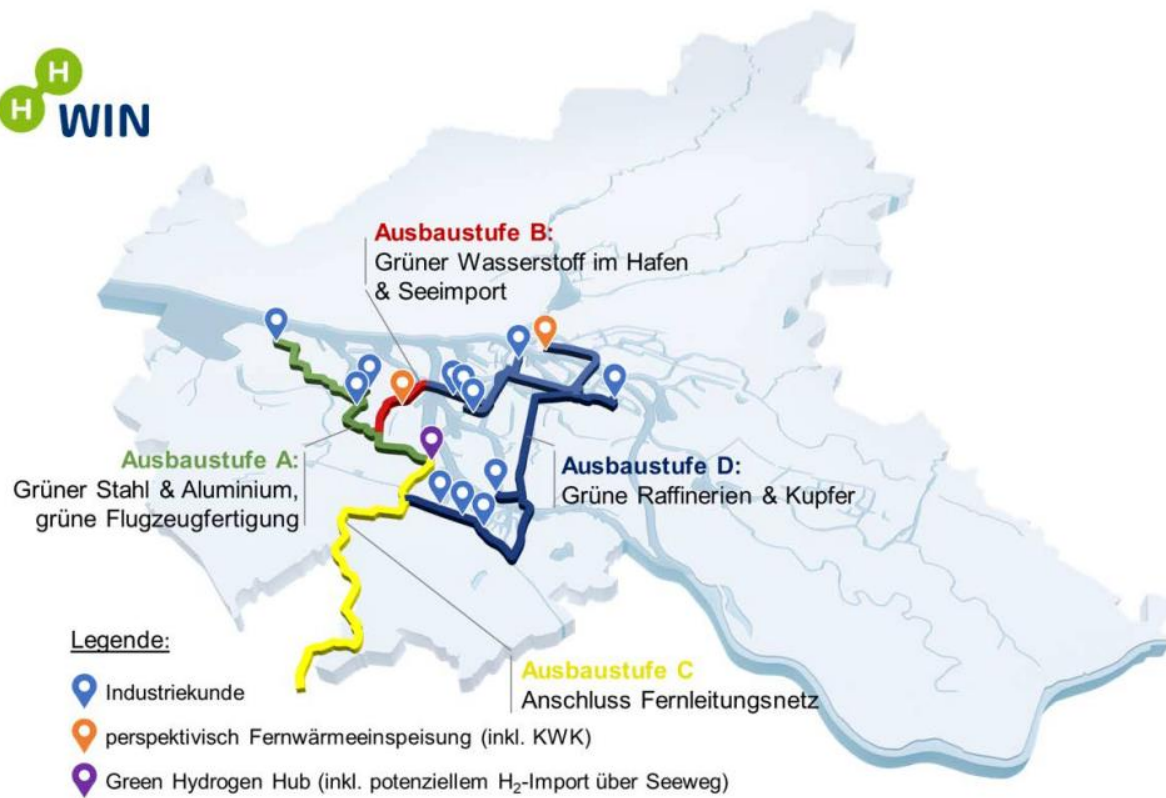 H
H
WIN
Ausbaustufe B:
Grüner Wasserstoff im Hafen
& Seeimport
Ausbaustufe A:
Grüner Stahl & Aluminium,
grüne Flugzeugfertigung
Ausbaustufe D:
Grüne Raffinerien & Kupfer
Ausbaustufe C
Anschluss Fernleitungsnetz
Legende:
Industriekunde
perspektivisch Fernwärmeeinspeisung (inkl. KWK)
Green Hydrogen Hub (inkl. potenziellem H₂-Import über Seeweg)